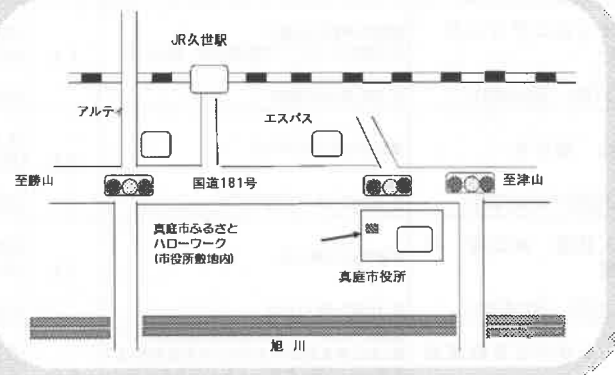 JR久世駅
アルテ
エスパス
至勝山
国道181号
至津山
真庭市ふるさと
ハローワーク
(市役所敷地内)
真庭市役所
旭 川